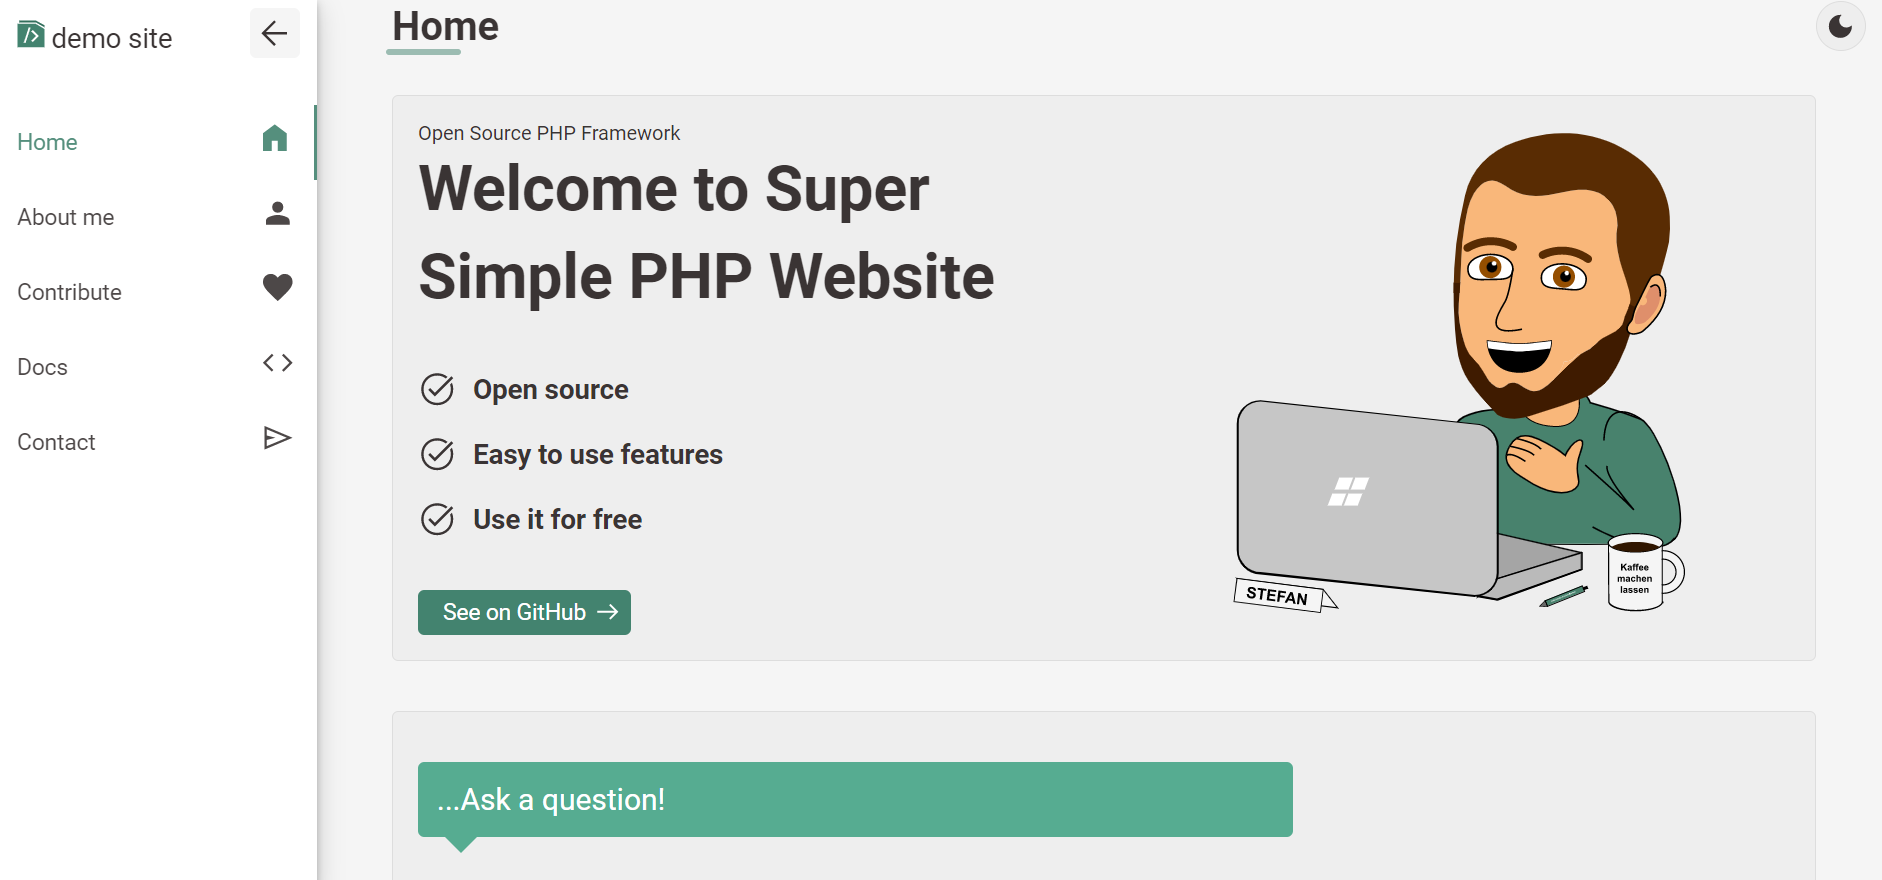 demo site
Home
About me
Contribute
Docs
Contact
Home
Open Source PHP Framework
Welcome to Super
Simple PHP Website
Open source
Easy to use features
Use it for free
See on GitHub
STEFAN
Kaffee
machen
lassen
...Ask a question!